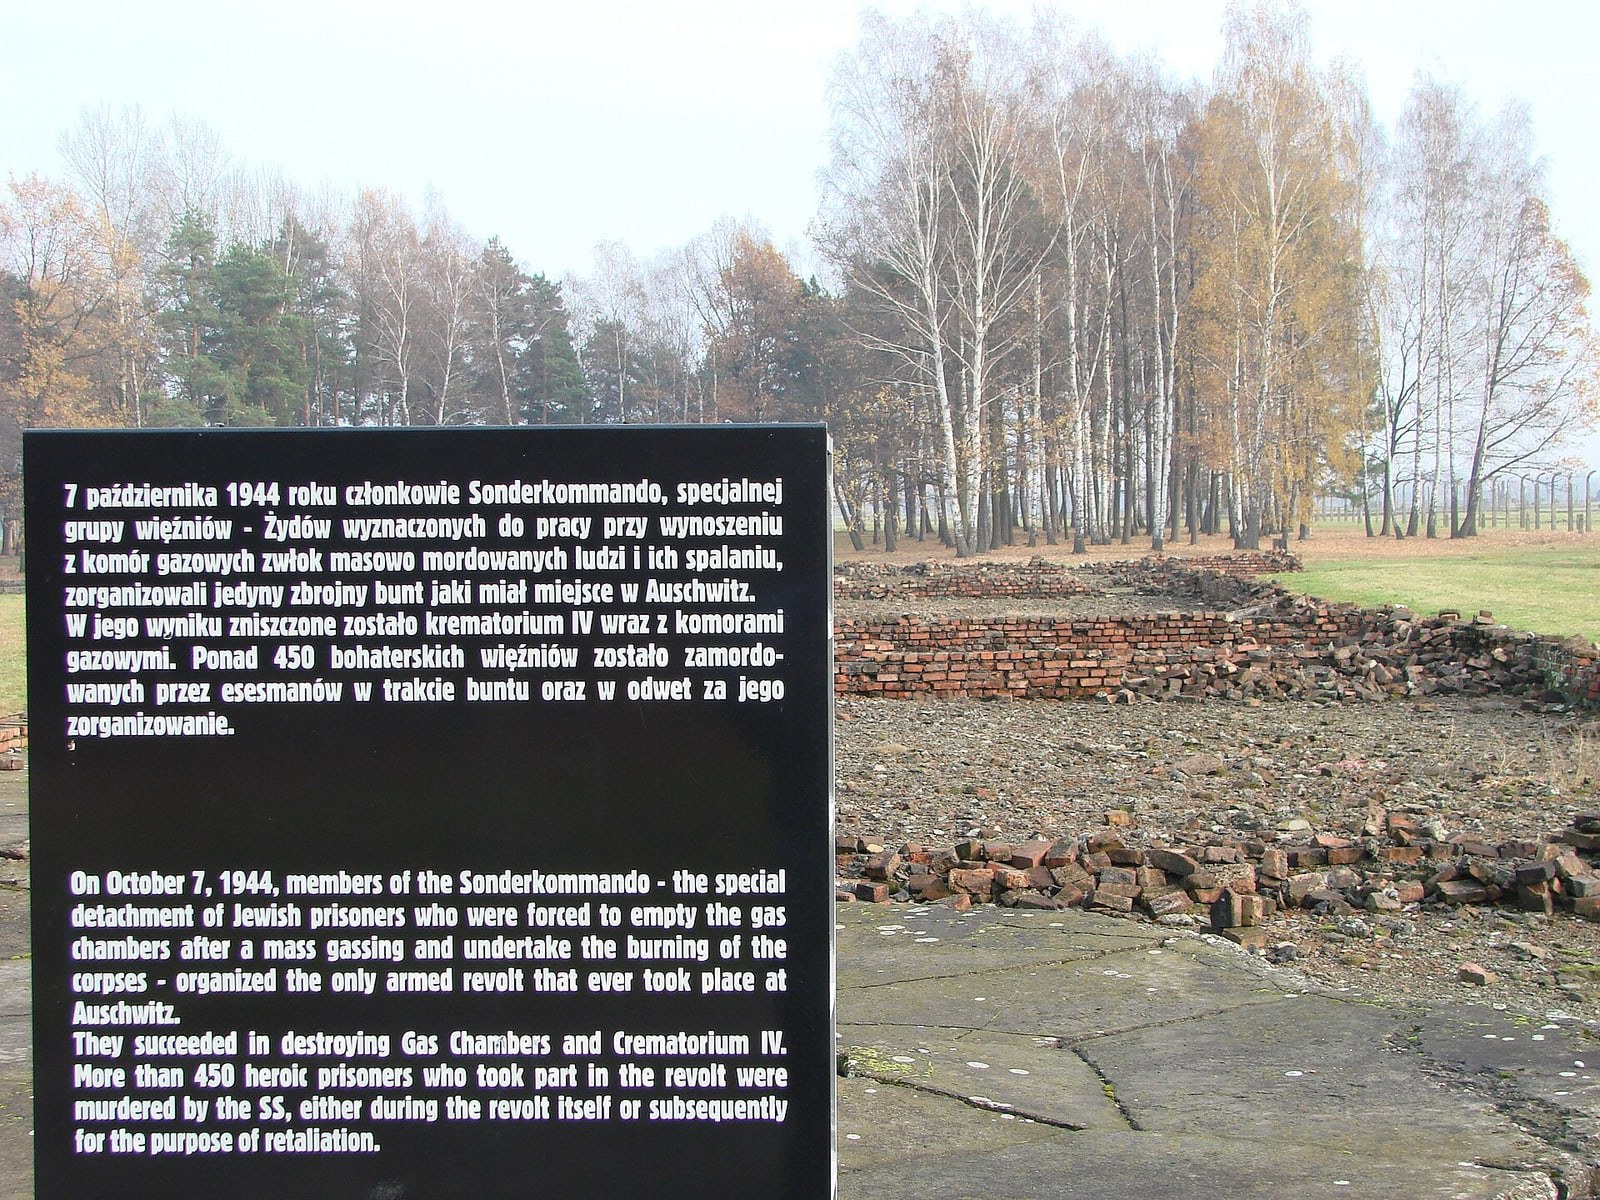 7 października 1944 roku członkowie Sonderkommando, specjalnej
grupy więźniów - Żydów wyznaczonych do pracy przy wynoszeniu
z komór gazowych zwłok masowo mordowanych ludzi i ich spalaniu,
zorganizowali jedyny zbrojny bunt jaki miał miejsce w Auschwitz.
W jego wyniku zniszczone zostało krematorium IV wraz z komorami
gazowymi. Ponad 450 bohaterskich więźniów zostało zamordo-
wanych przez esesmanów w trakcie buntu oraz w odwet za jego
zorganizowanie.
On October 7, 1944, members of the Sonderkommando - the special
detachment of Jewish prisoners who were forced to empty the gas
chambers after a mass gassing and undertake the burning of the
corpses - organized the only armed revolt that ever took place at
Auschwitz.
They succeeded in destroying Gas Chambers and Crematorium IV.
More than 450 heroic prisoners who took part in the revolt were
murdered by the SS, either during the revolt itself or subsequently
for the purpose of retaliation.